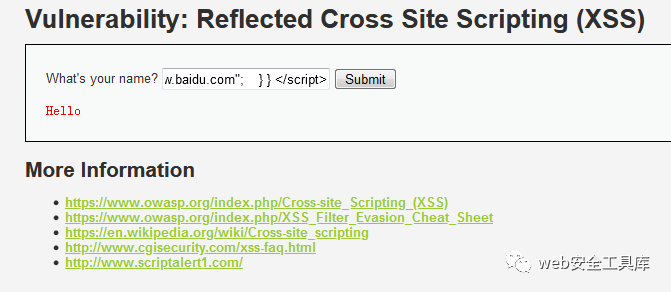 Vulnerability: Reflected Cross Site Scripting (XSS)
What's your name? w.baidu.com"; } } </script> Submit
Hello
More Information
https://www.owasp.org/index.php/Cross-site_Scripting_(XSS)
https://www.owasp.org/index.php/XSS_Filter_Evasion_Cheat_Sheet
https://en.wikipedia.org/wiki/Cross-site_scripting
http://www.cgisecurity.com/xss-faq.html
http://www.scriptalert1.com/
web安全工具库